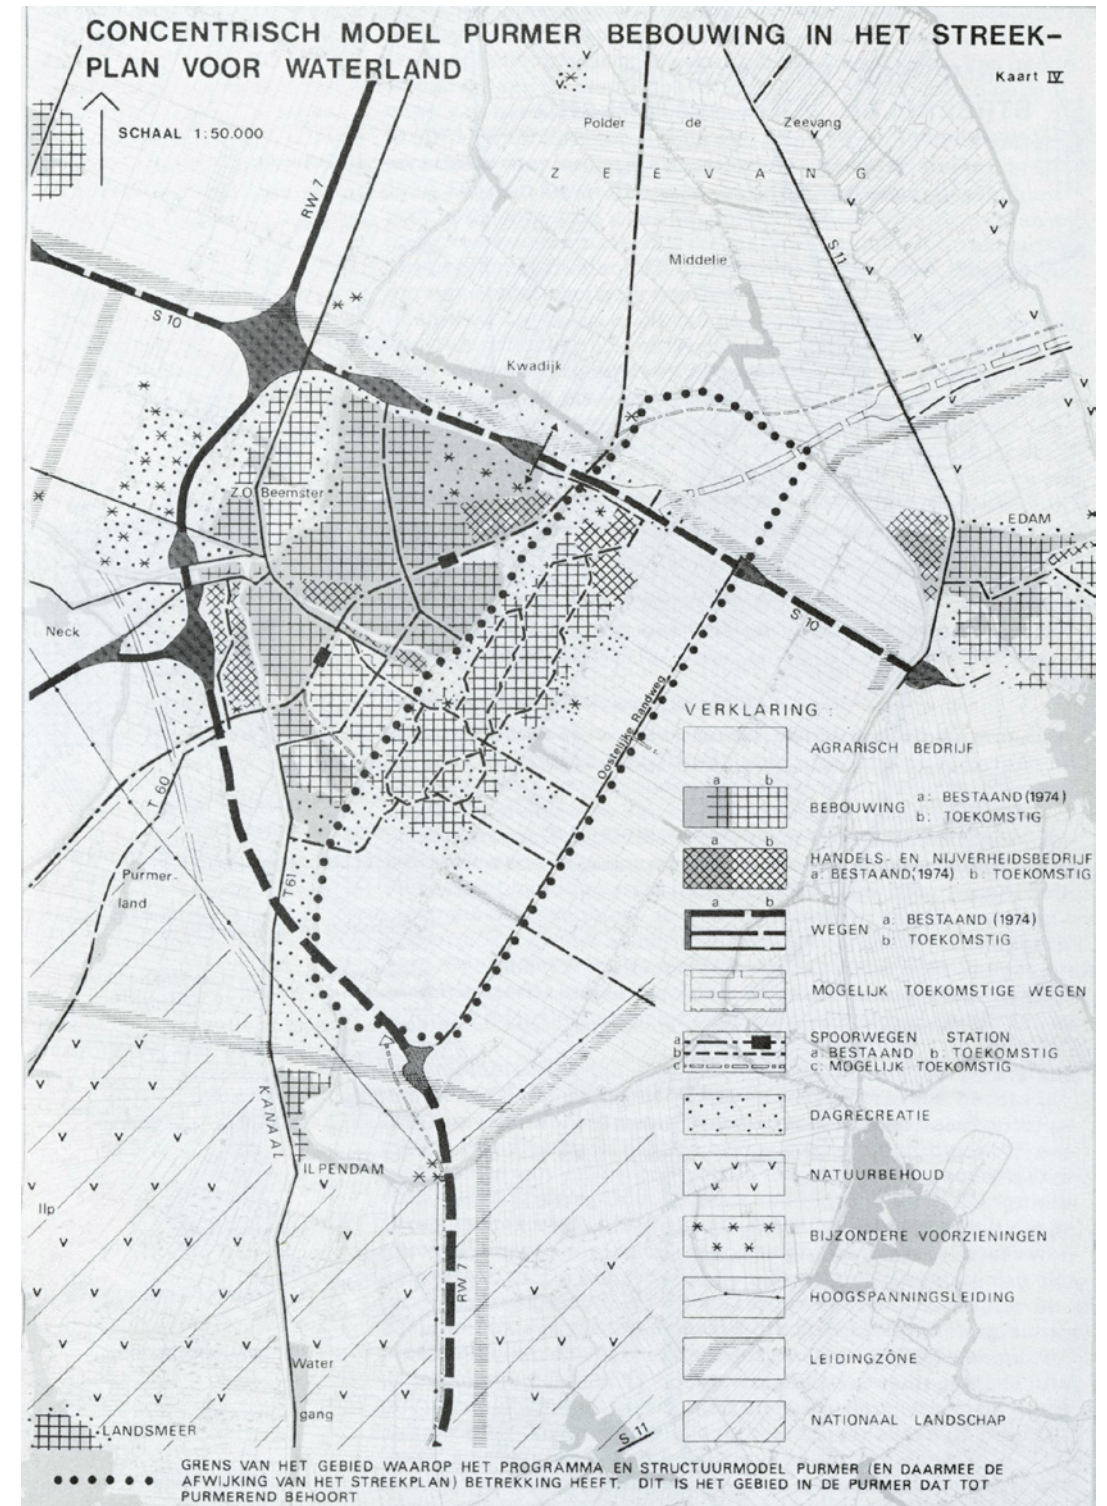 CONCENTRISCH MODEL PURMER BEBOUWING IN HET STREEK-
PLAN VOOR WATERLAND
Kaart IV
SCHAAL 1:50.000
Polder de Zeevang
ZEEVANG
RW 7
S 11
Middelie
S 10
Kwadijk
Z.O. Beemster
EDAM
Neck
S 10
Oostelijke Randweg
T 60
T 61
Purmer-
land
KANAAL
ILPENDAM
Ilp
RW 7
Water
gang
LANDSMEER
S 11
VERKLARING :
AGRARISCH BEDRIJF
a b
BEBOUWING a: BESTAAND (1974)
b: TOEKOMSTIG
a b
HANDELS- EN NIJVERHEIDSBEDRIJF
a: BESTAAND(1974) b: TOEKOMSTIG
a b
WEGEN a: BESTAAND (1974)
b: TOEKOMSTIG
MOGELIJK TOEKOMSTIGE WEGEN
a SPOORWEGEN STATION
b a: BESTAAND b: TOEKOMSTIG
c c: MOGELIJK TOEKOMSTIG
DAGRECREATIE
NATUURBEHOUD
BIJZONDERE VOORZIENINGEN
HOOGSPANNINGSLEIDING
LEIDINGZÔNE
NATIONAAL LANDSCHAP
GRENS VAN HET GEBIED WAAROP HET PROGRAMMA EN STRUCTUURMODEL PURMER (EN DAARMEE DE
AFWIJKING VAN HET STREEKPLAN) BETREKKING HEEFT. DIT IS HET GEBIED IN DE PURMER DAT TOT
PURMEREND BEHOORT